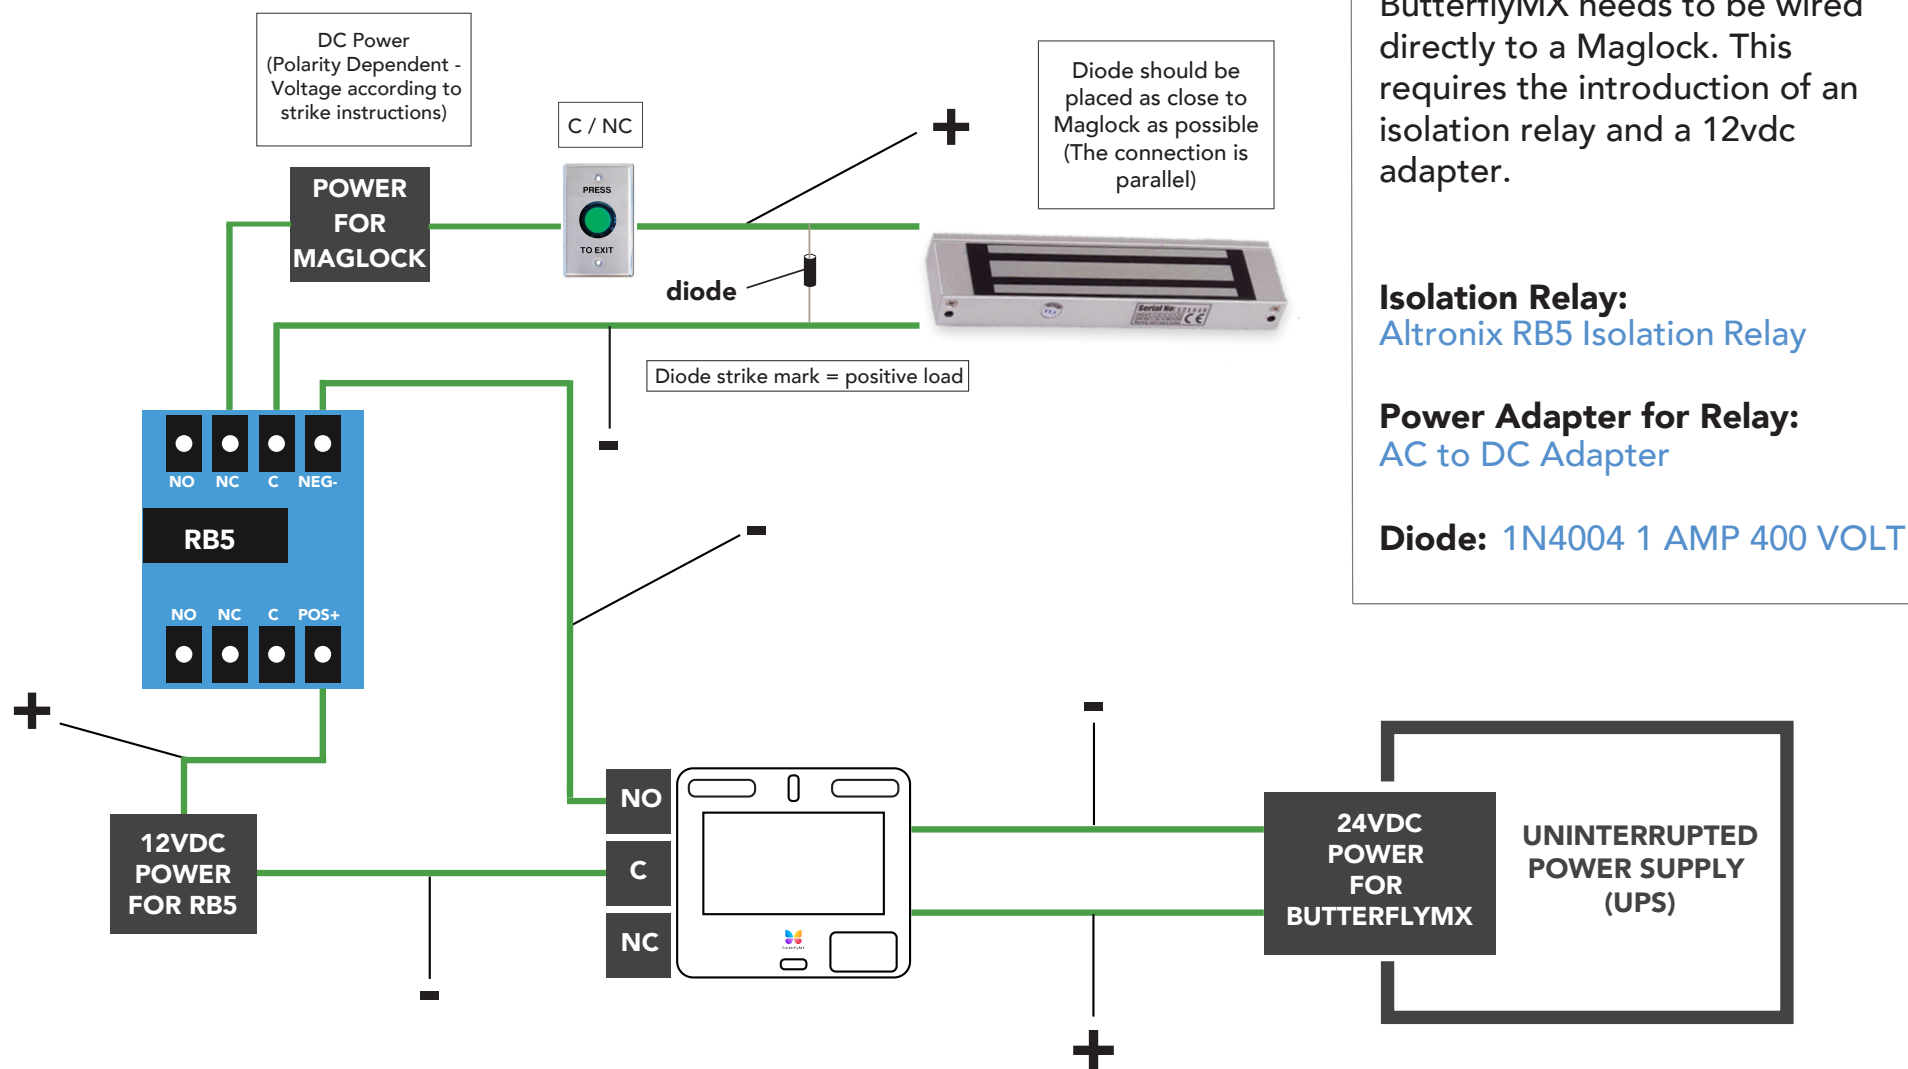 ButterflyMX needs to be wired
directly to a Maglock. This
requires the introduction of an
isolation relay and a 12vdc
adapter.
Isolation Relay:
Altronix RB5 Isolation Relay
Power Adapter for Relay:
AC to DC Adapter
Diode: 1N4004 1 AMP 400 VOLT
DC Power
(Polarity Dependent -
Voltage according to
strike instructions)
C / NC
Diode should be
placed as close to
Maglock as possible
(The connection is
parallel)
+
POWER
FOR
MAGLOCK
PRESS
TO EXIT
diode
Serial No:
CE
Diode strike mark = positive load
-
NO NC C NEG-
RB5
NO NC C POS+
-
+
-
12VDC
POWER
FOR RB5
-
NO
C
NC
ButterflyMX
24VDC
POWER
FOR
BUTTERFLYMX
UNINTERRUPTED
POWER SUPPLY
(UPS)
+